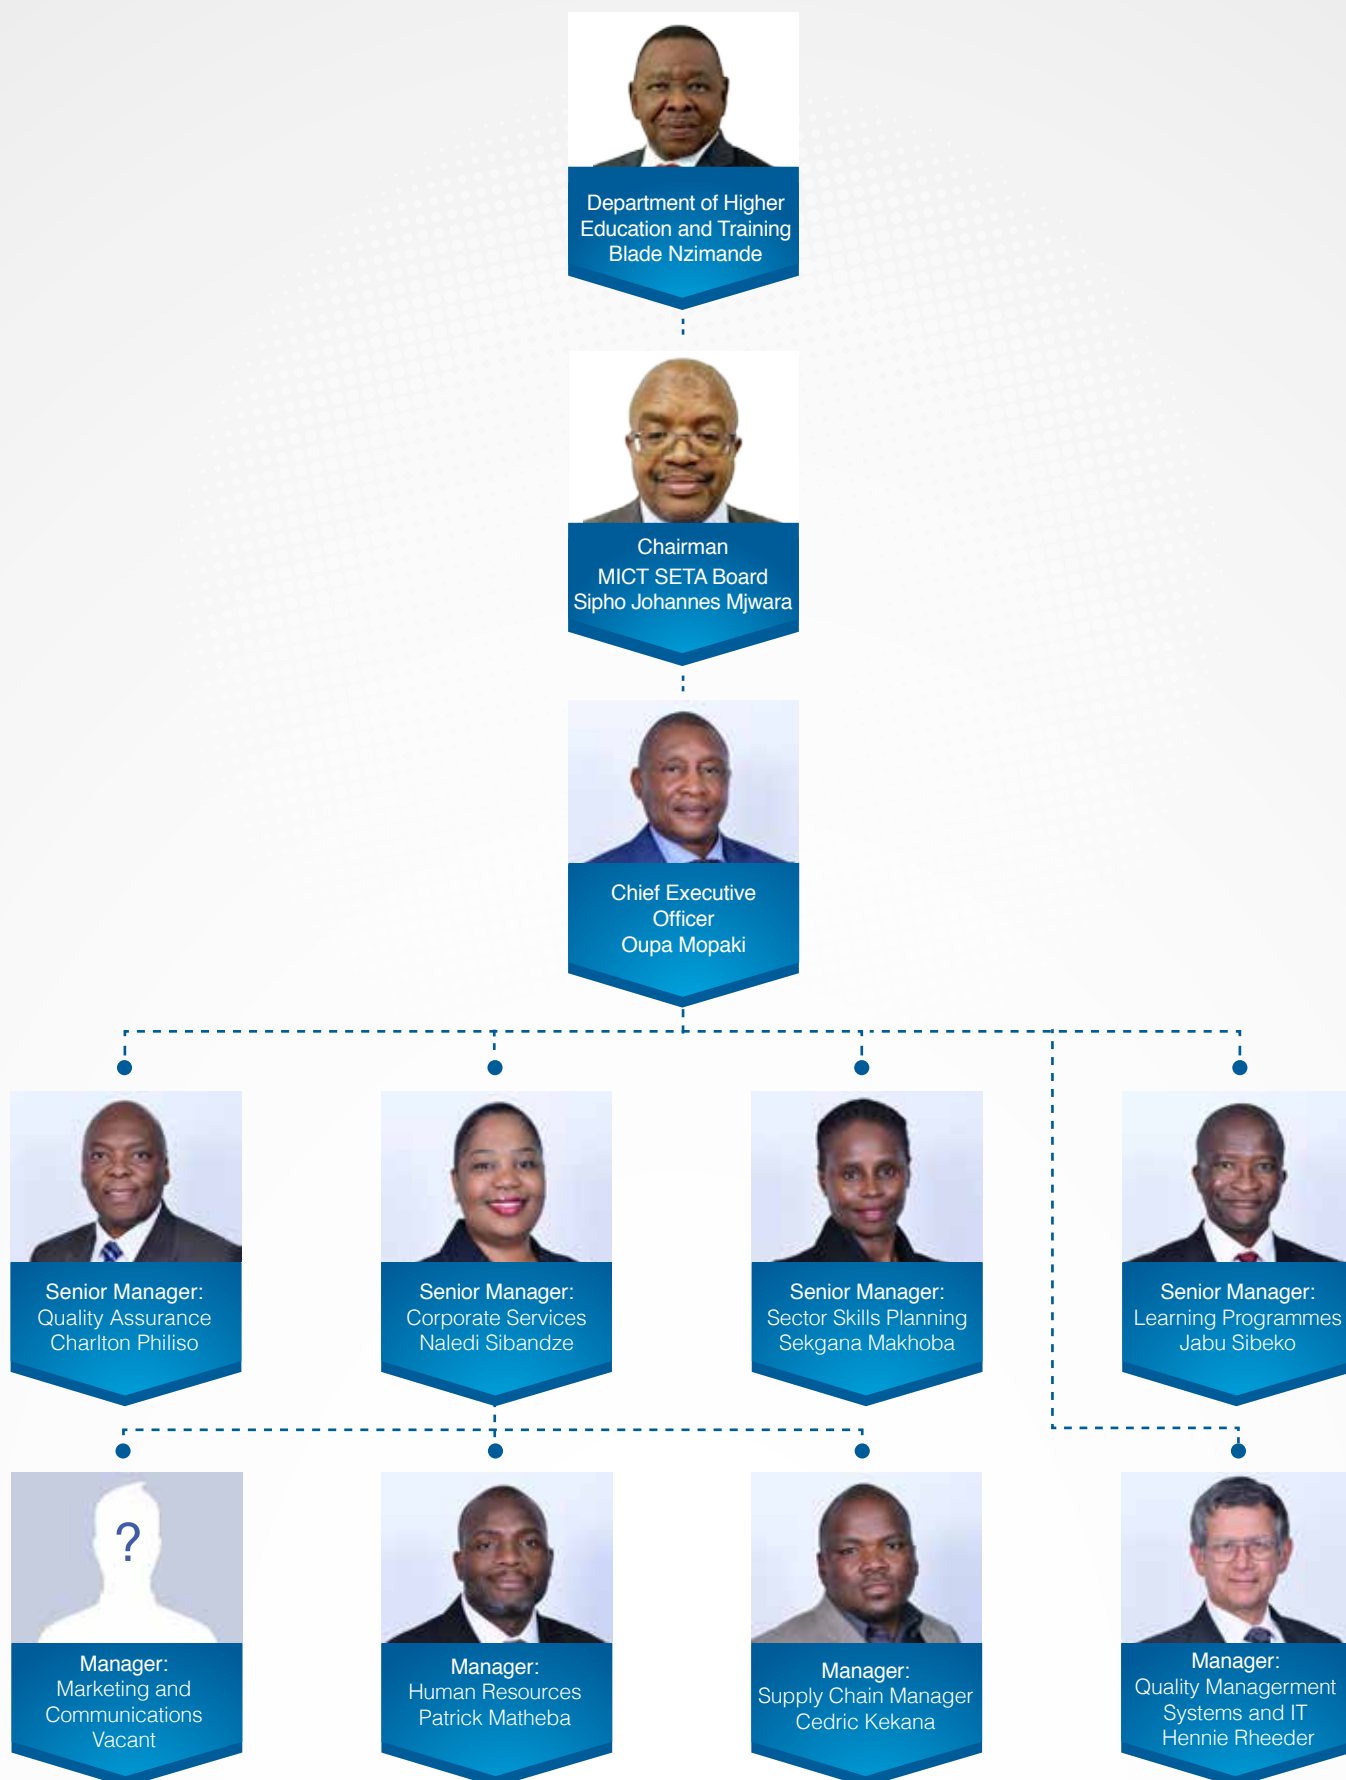 Department of Higher
Education and Training
Blade Nzimande
Chairman
MICT SETA Board
Sipho Johannes Mjwara
Chief Executive
Officer
Oupa Mopaki
Senior Manager:
Quality Assurance
Charlton Philiso
Senior Manager:
Corporate Services
Naledi Sibandze
Senior Manager:
Sector Skills Planning
Sekgana Makhoba
Senior Manager:
Learning Programmes
Jabu Sibeko
?
Manager:
Marketing and
Communications
Vacant
Manager:
Human Resources
Patrick Matheba
Manager:
Supply Chain Manager
Cedric Kekana
Manager:
Quality Managerment
Systems and IT
Hennie Rheeder